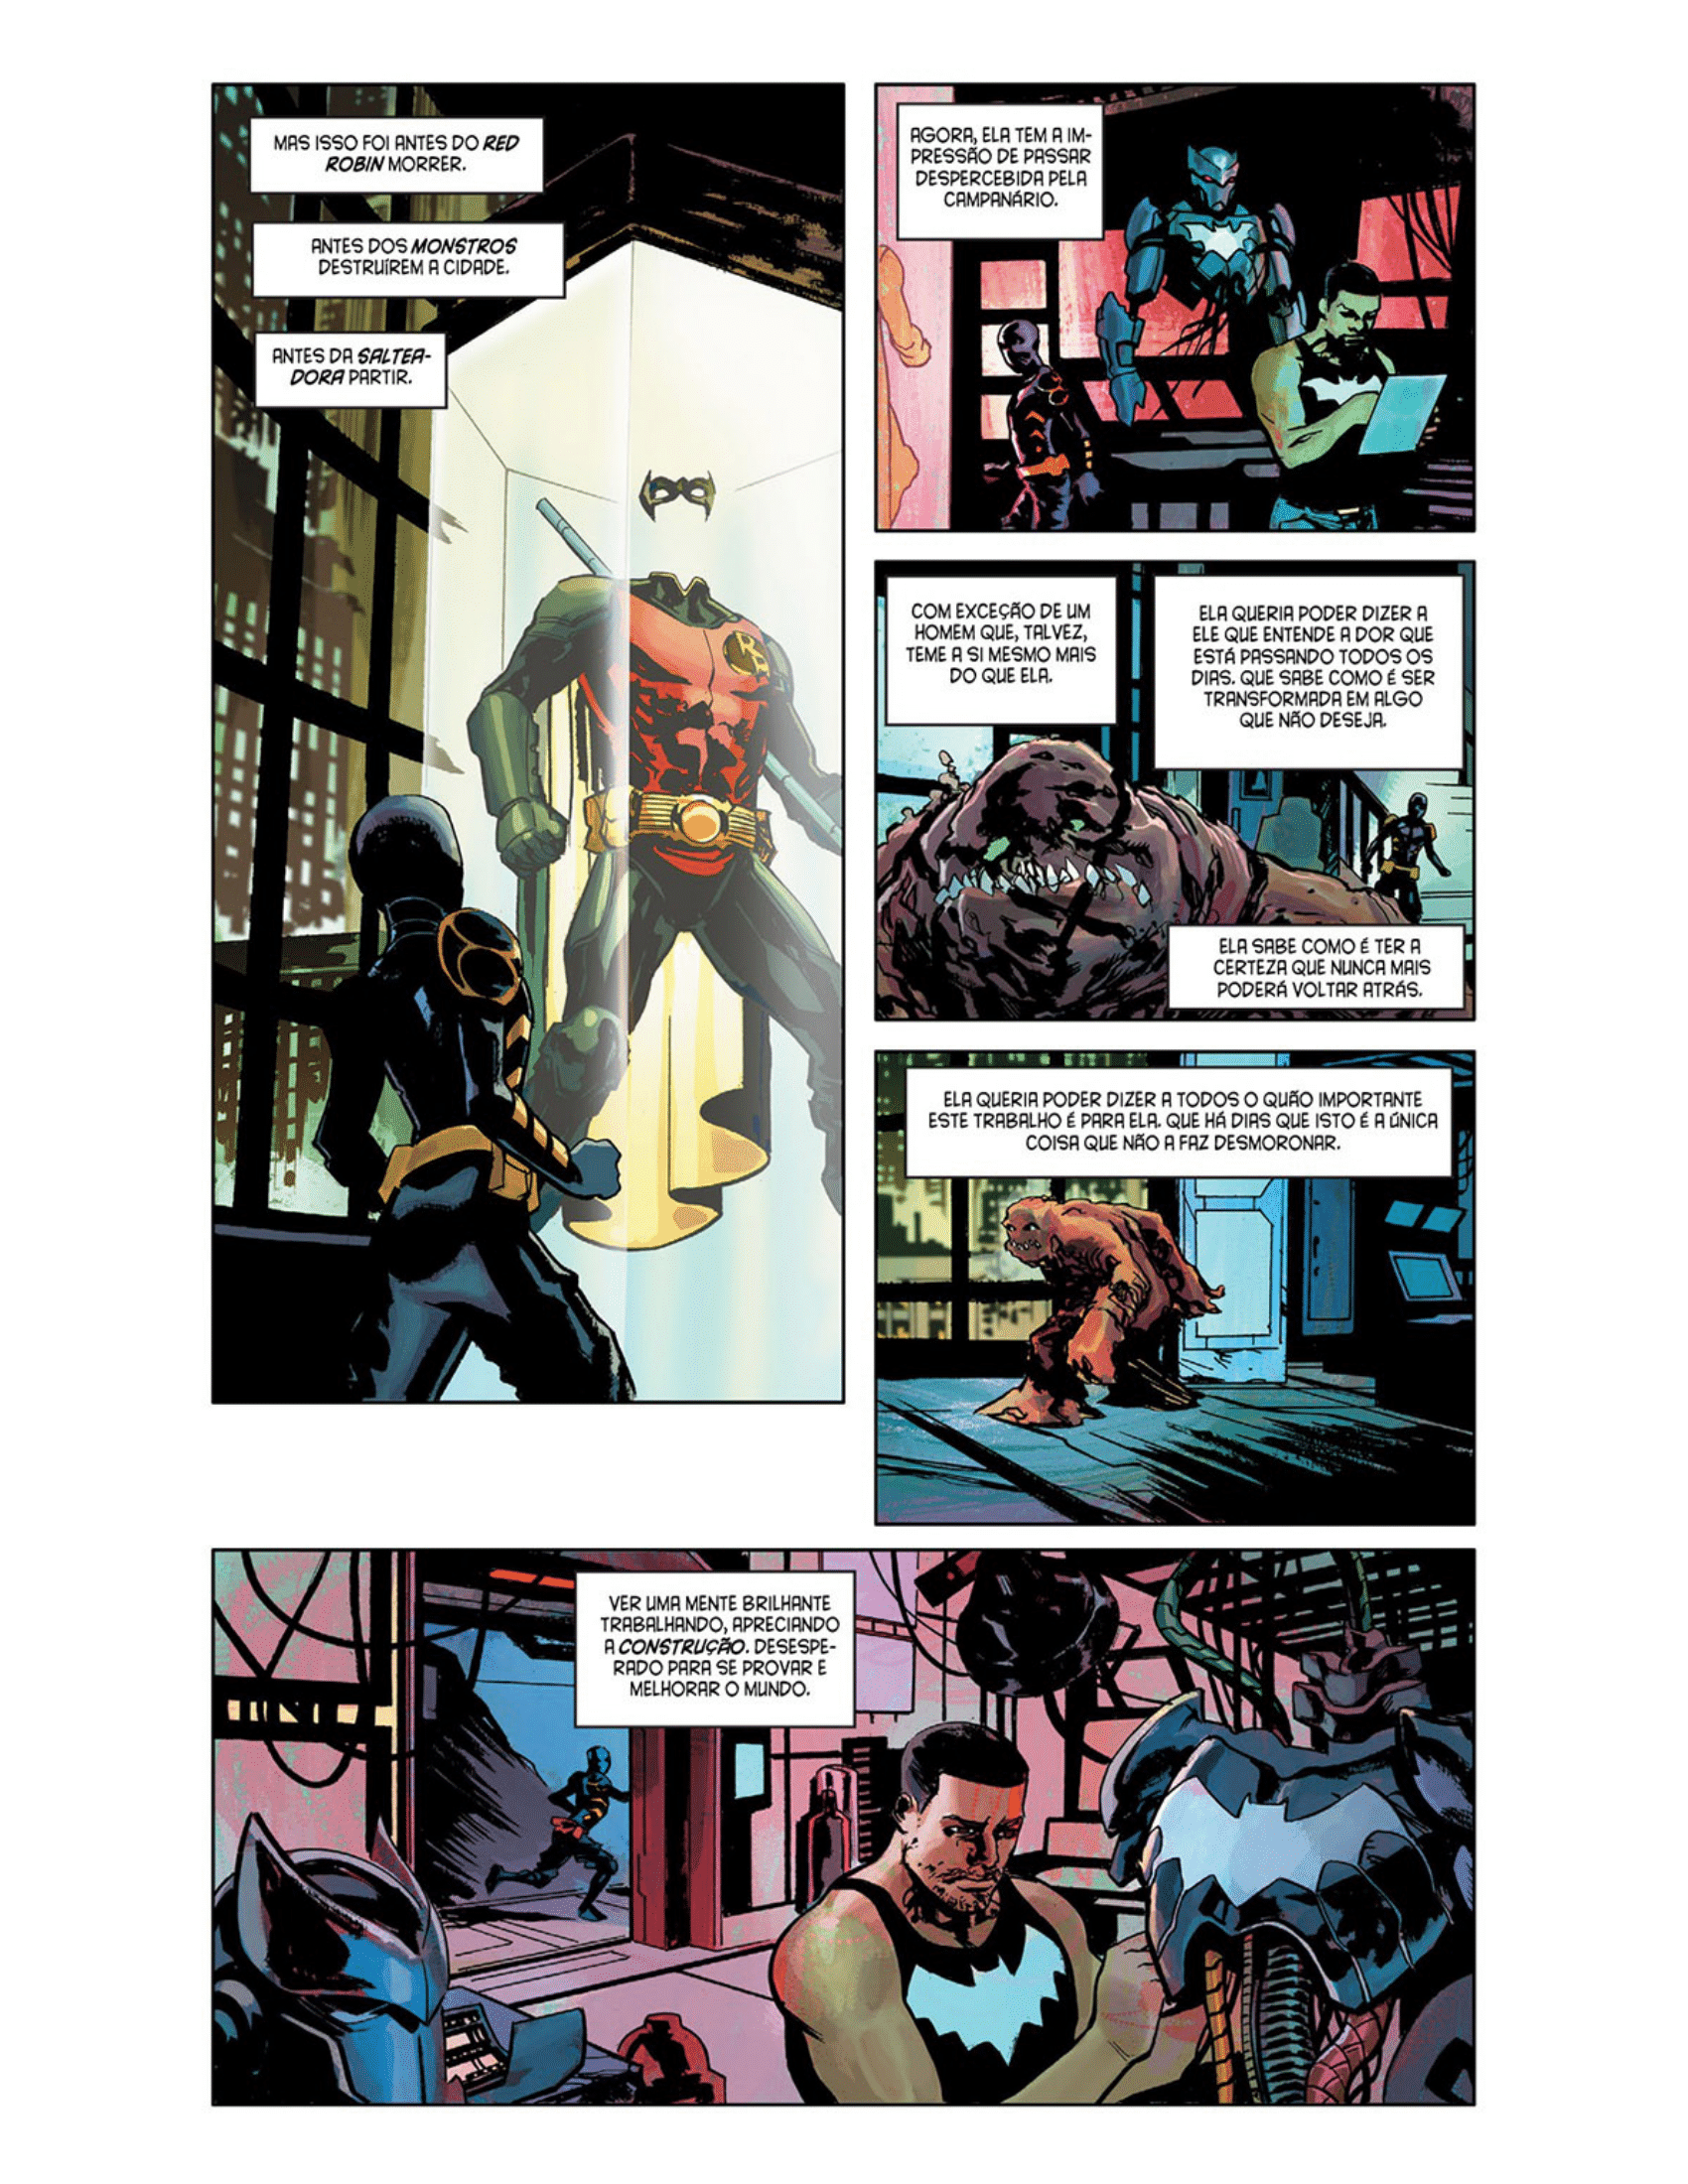 MAS ISSO FOI ANTES DO RED
ROBIN MORRER.
ANTES DOS MONSTROS
DESTRUÍREM A CIDADE.
ANTES DA SALTEA-
DORA PARTIR.
AGORA, ELA TEM A IM-
PRESSÃO DE PASSAR
DESPERCEBIDA PELA
CAMPANÁRIO.
COM EXCEÇÃO DE UM
HOMEM QUE, TALVEZ,
TEME A SI MESMO MAIS
DO QUE ELA.
ELA QUERIA PODER DIZER A
ELE QUE ENTENDE A DOR QUE
ESTÁ PASSANDO TODOS OS
DIAS. QUE SABE COMO É SER
TRANSFORMADA EM ALGO
QUE NÃO DESEJA.
ELA SABE COMO É TER A
CERTEZA QUE NUNCA MAIS
PODERÁ VOLTAR ATRÁS.
ELA QUERIA PODER DIZER A TODOS O QUÃO IMPORTANTE
ESTE TRABALHO É PARA ELA. QUE HÁ DIAS QUE ISTO É A ÚNICA
COISA QUE NÃO A FAZ DESMORONAR.
VER UMA MENTE BRILHANTE
TRABALHANDO, APRECIANDO
A CONSTRUÇÃO. DESESPE-
RADO PARA SE PROVAR E
MELHORAR O MUNDO.